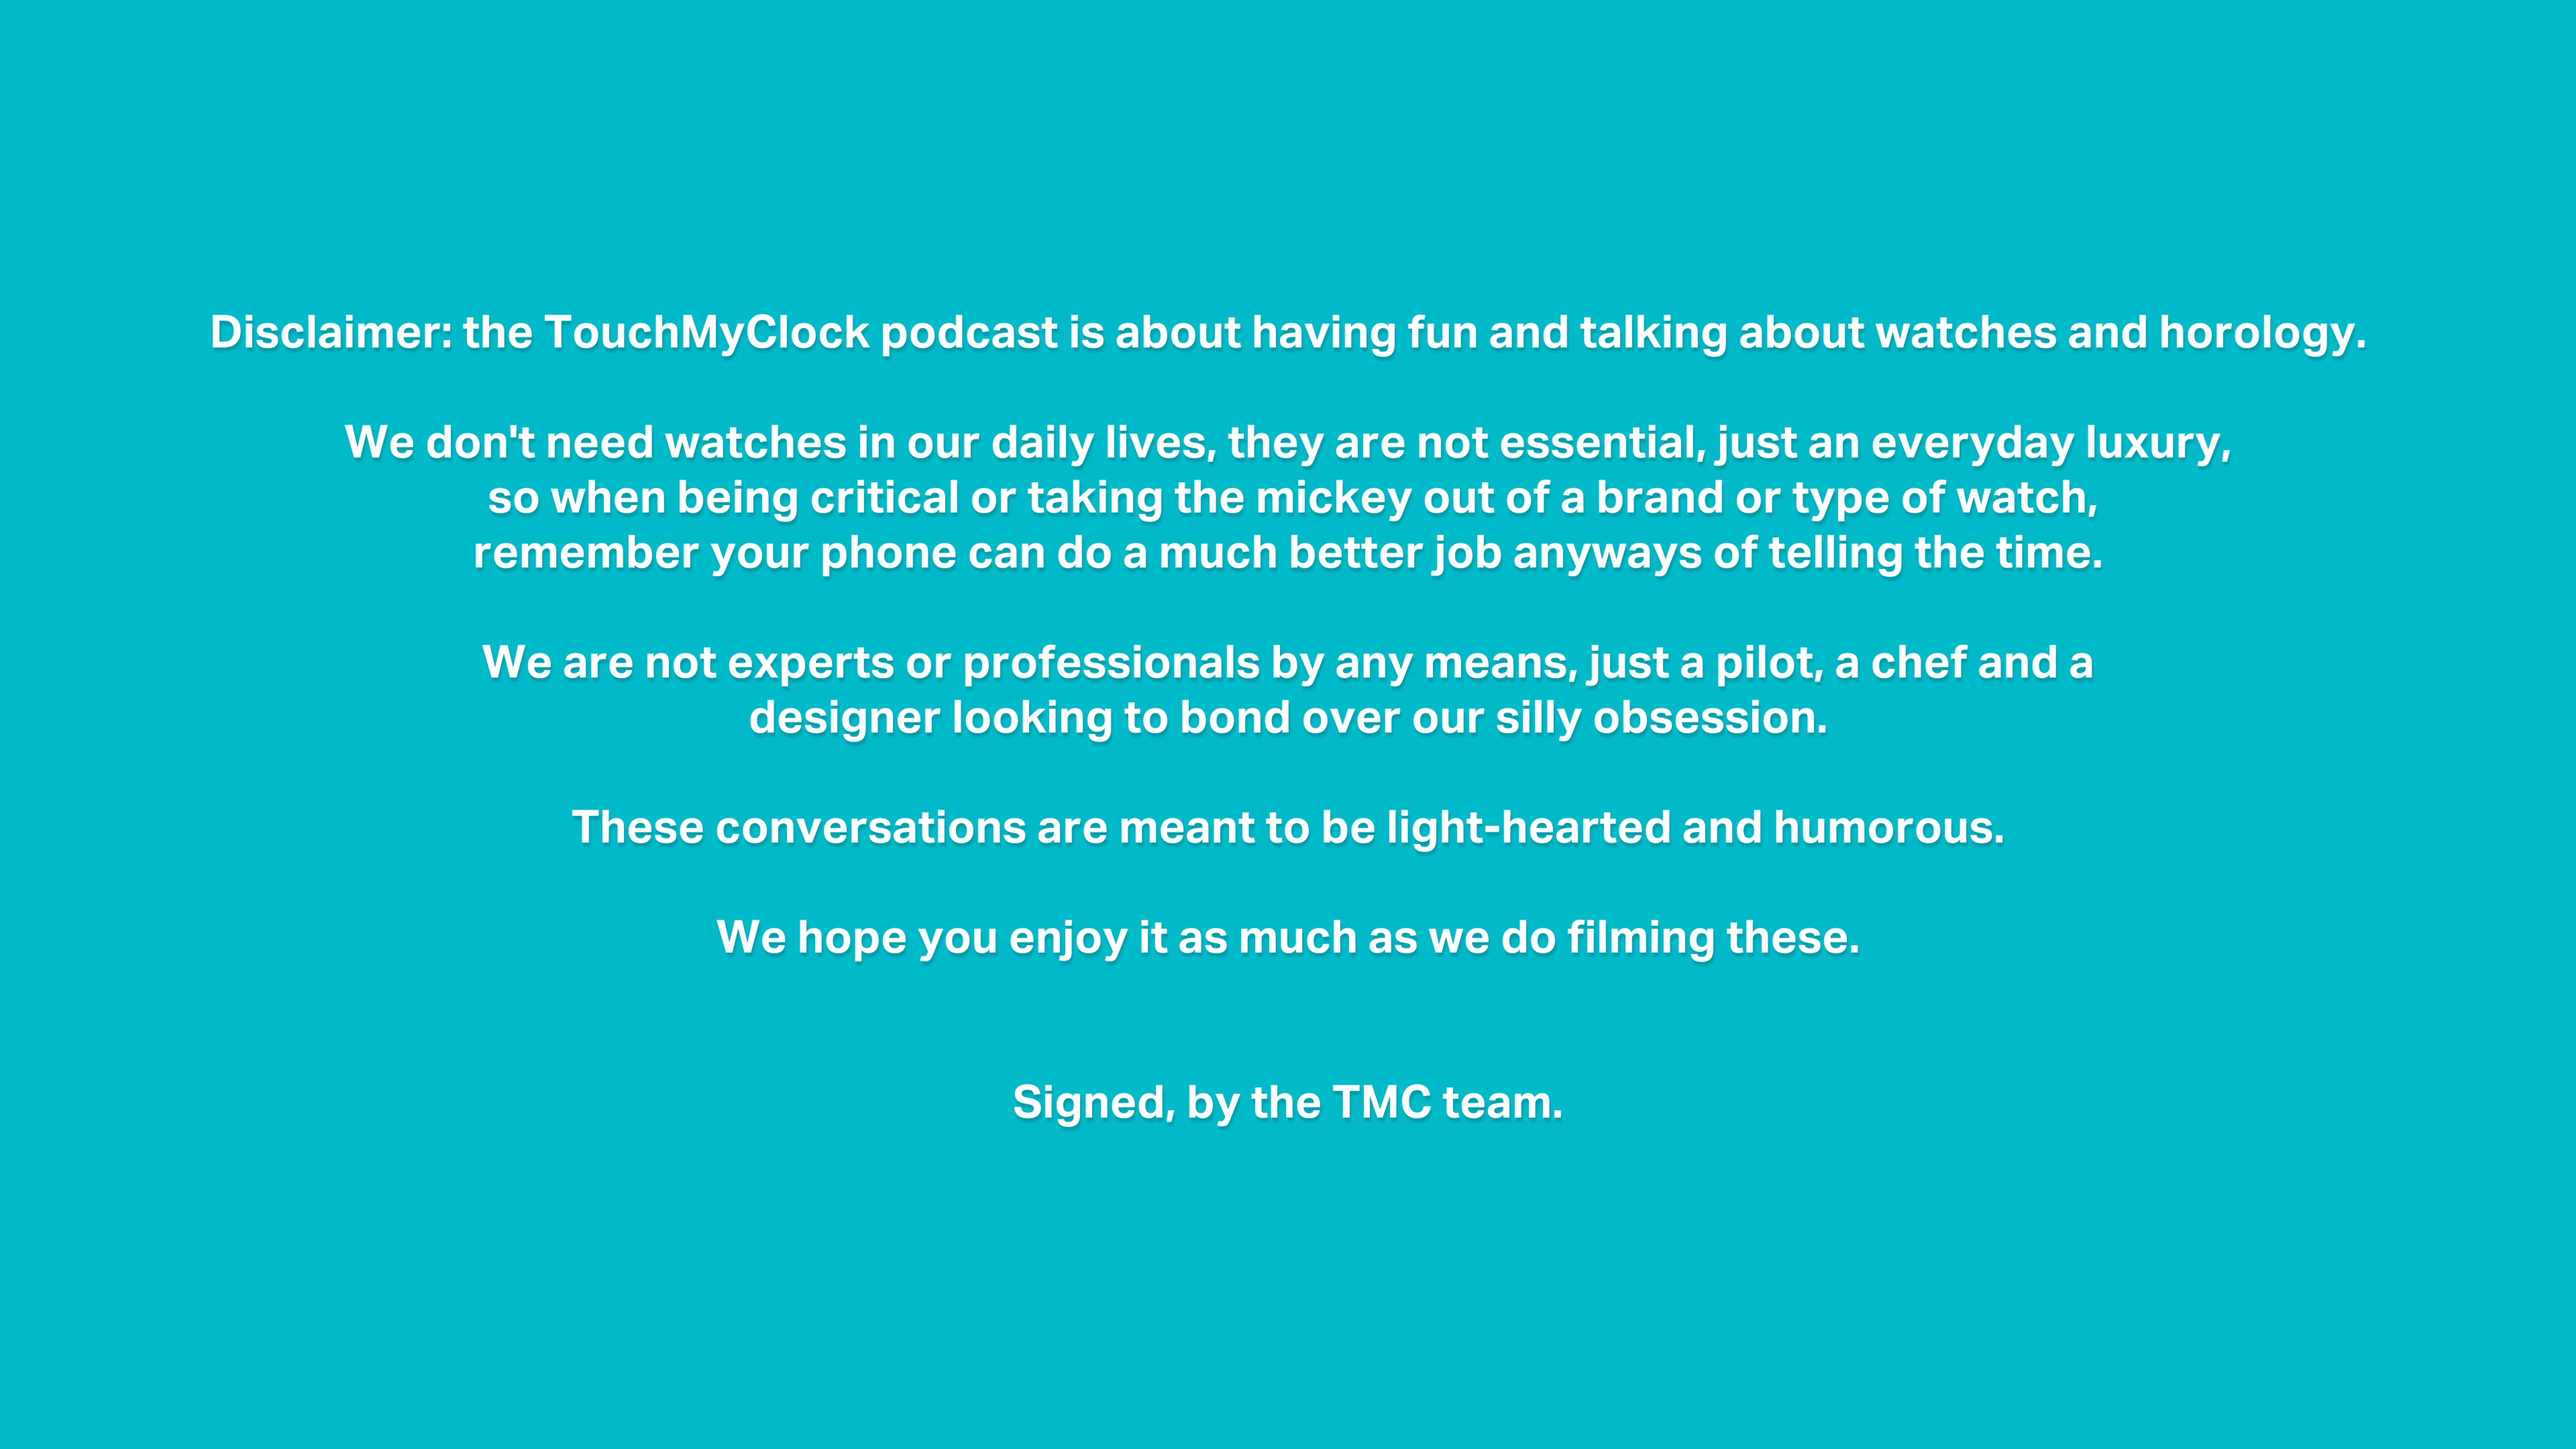 Disclaimer: the TouchMyClock podcast is about having fun and talking about watches and horology.
We don't need watches in our daily lives, they are not essential, just an everyday luxury,
so when being critical or taking the mickey out of a brand or type of watch,
remember your phone can do a much better job anyways of telling the time.
We are not experts or professionals by any means, just a pilot, a chef and a
designer looking to bond over our silly obsession.
These conversations are meant to be light-hearted and humorous.
We hope you enjoy it as much as we do filming these.
Signed, by the TMC team.